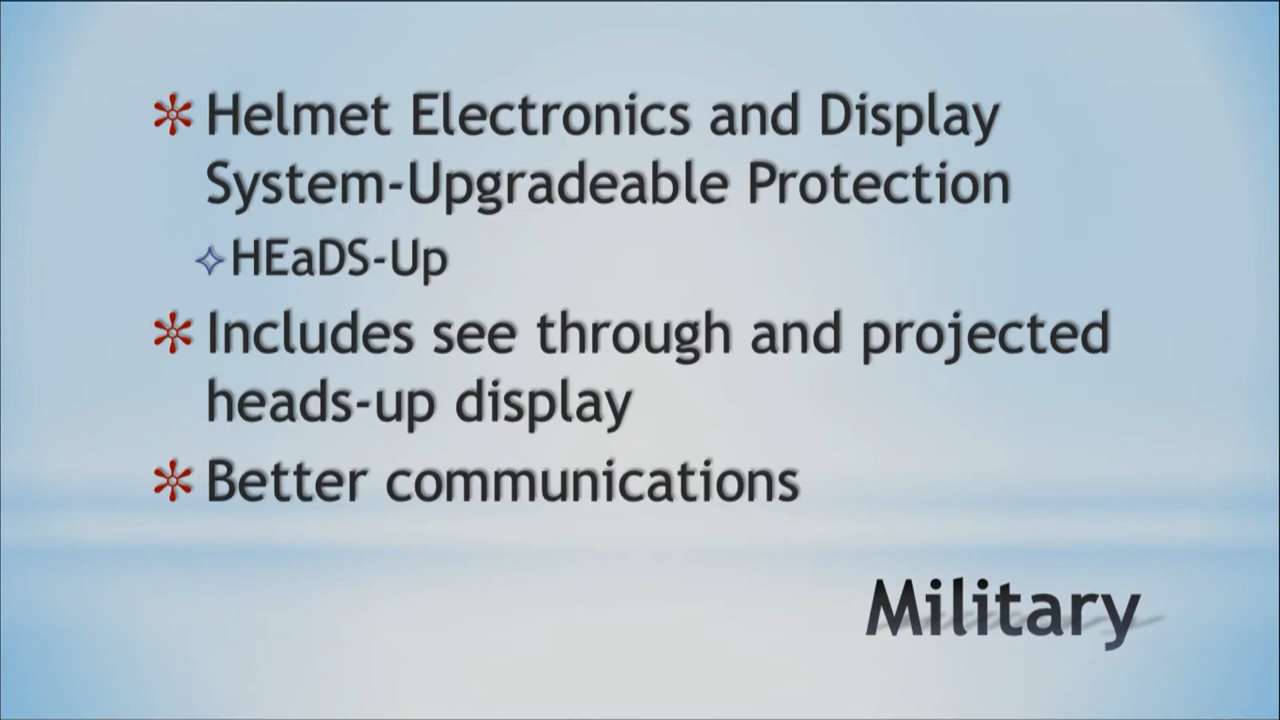 Helmet Electronics and Display
System-Upgradeable Protection
HEaDS-Up
Includes see through and projected
heads-up display
Better communications
Military